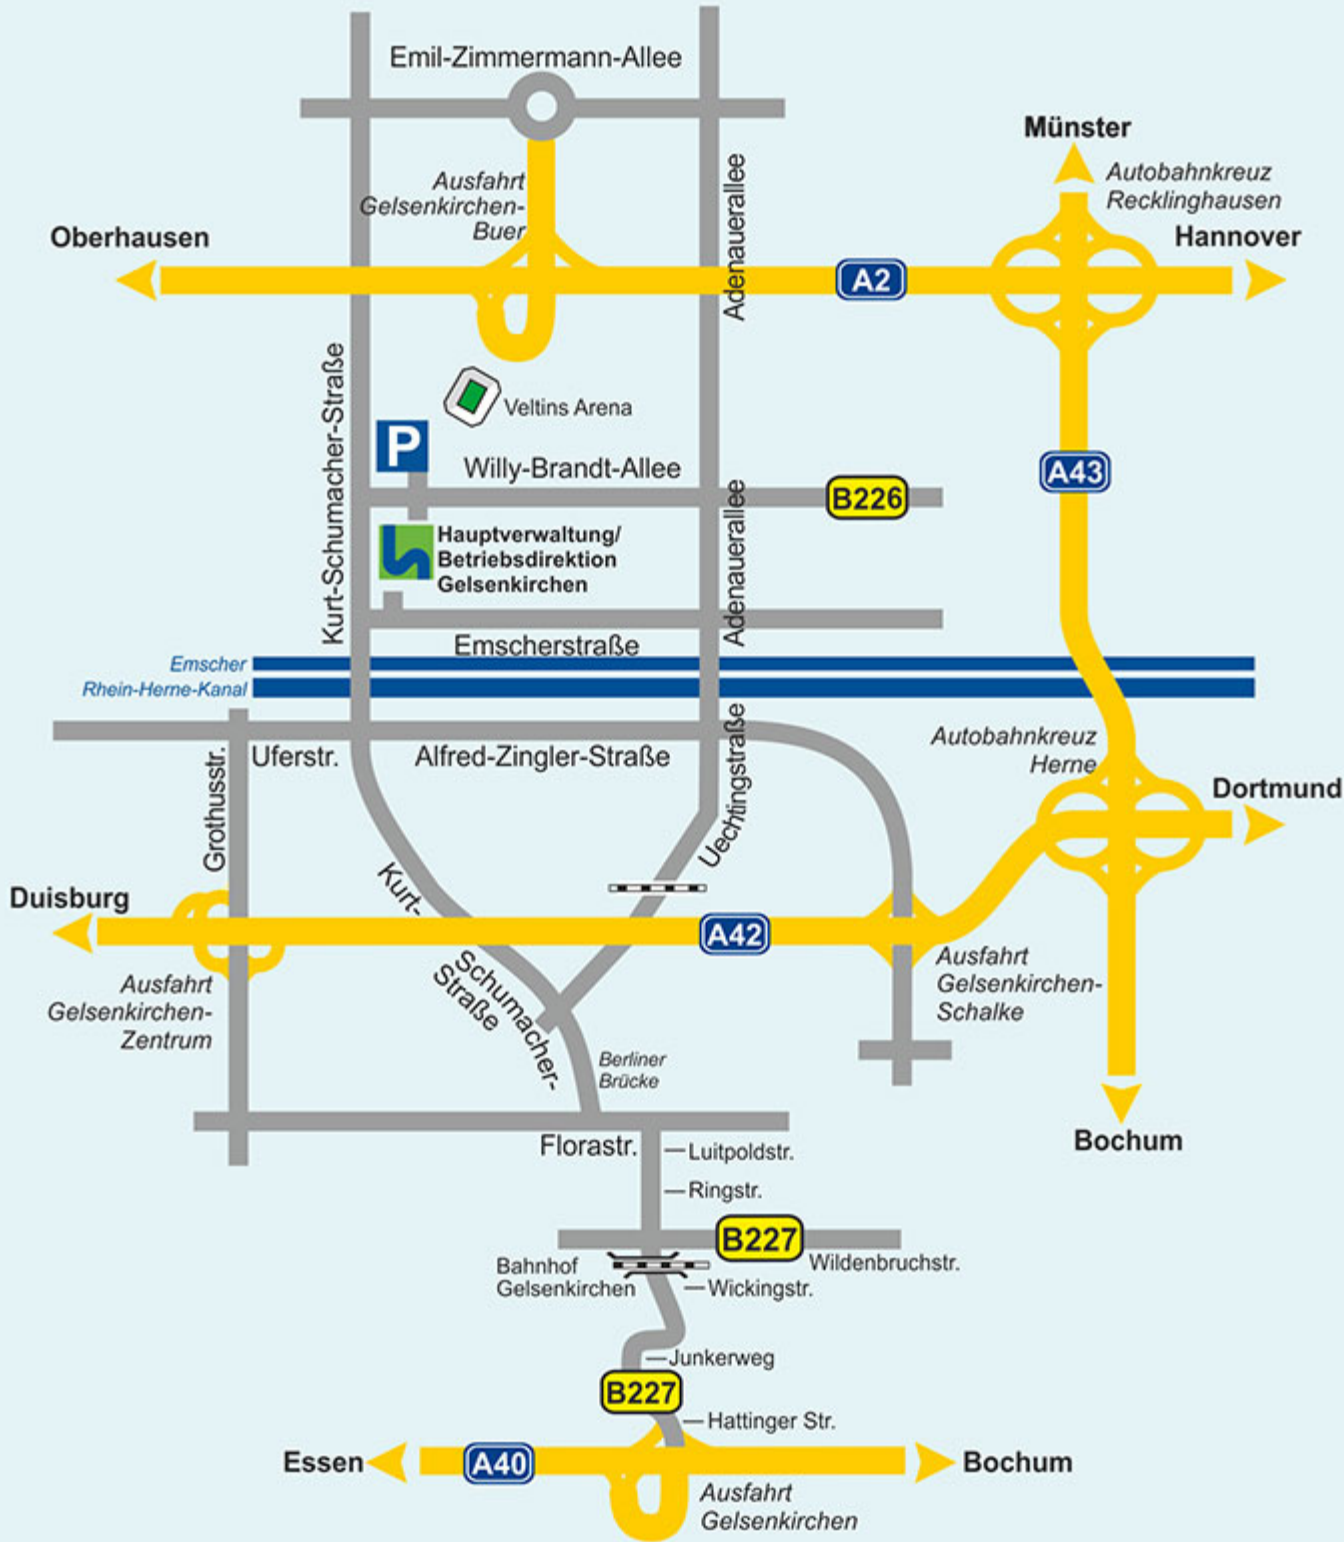 Emil-Zimmermann-Allee
Münster
Autobahnkreuz
Recklinghausen
Ausfahrt
Gelsenkirchen-
Buer
Adenauerallee
Oberhausen
Hannover
A2
Kurt-Schumacher-Straße
Veltins Arena
P
Willy-Brandt-Allee
A43
B226
Adenauerallee
Hauptverwaltung/
Betriebsdirektion
Gelsenkirchen
Emscherstraße
Emscher
Rhein-Herne-Kanal
Uferstr.
Alfred-Zingler-Straße
Uechtingstraße
Autobahnkreuz
Herne
Grothusstr.
Dortmund
Kurt-
Schumacher-
Straße
Duisburg
A42
Ausfahrt
Gelsenkirchen-
Zentrum
Ausfahrt
Gelsenkirchen-
Schalke
Berliner
Brücke
Bochum
Florastr.
Luitpoldstr.
Ringstr.
B227
Wildenbruchstr.
Bahnhof
Gelsenkirchen
Wickingstr.
Junkerweg
B227
Hattinger Str.
Essen
A40
Bochum
Ausfahrt
Gelsenkirchen